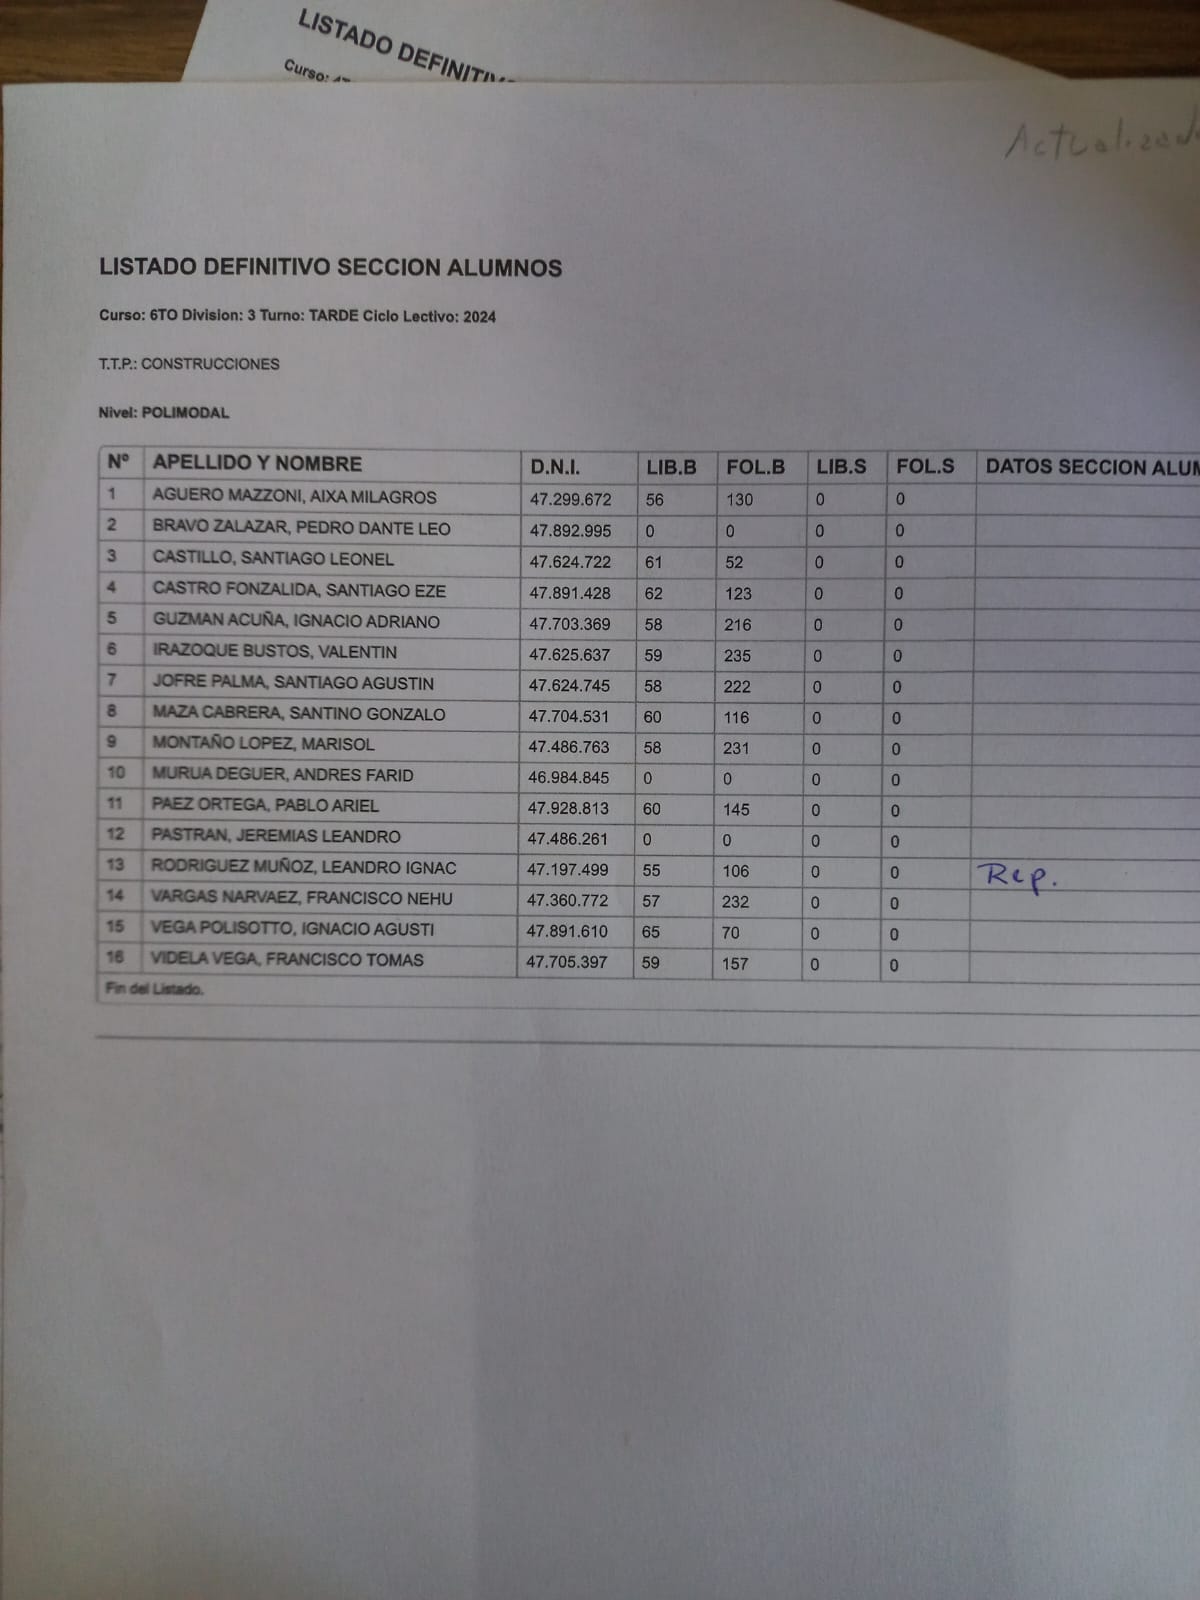 LISTADO DEFINITIV
Curso:
Actualizad
LISTADO DEFINITIVO SECCION ALUMNOS
Curso: 6TO Division: 3 Turno: TARDE Ciclo Lectivo: 2024
T.T.P.: CONSTRUCCIONES
Nivel: POLIMODAL
Nº APELLIDO Y NOMBRE D.N.I. LIB.B FOL.B LIB.S FOL.S DATOS SECCION ALUM
1 AGUERO MAZZONI, AIXA MILAGROS 47.299.672 56 130 0 0
2 BRAVO ZALAZAR, PEDRO DANTE LEO 47.892.995 0 0 0 0
3 CASTILLO, SANTIAGO LEONEL 47.624.722 61 52 0 0
4 CASTRO FONZALIDA, SANTIAGO EZE 47.891.428 62 123 0 0
5 GUZMAN ACUÑA, IGNACIO ADRIANO 47.703.369 58 216 0 0
6 IRAZOQUE BUSTOS, VALENTIN 47.625.637 59 235 0 0
7 JOFRE PALMA, SANTIAGO AGUSTIN 47.624.745 58 222 0 0
8 MAZA CABRERA, SANTINO GONZALO 47.704.531 60 116 0 0
9 MONTAÑO LOPEZ, MARISOL 47.486.763 58 231 0 0
10 MURUA DEGUER, ANDRES FARID 46.984.845 0 0 0 0
11 PAEZ ORTEGA, PABLO ARIEL 47.928.813 60 145 0 0
12 PASTRAN, JEREMIAS LEANDRO 47.486.261 0 0 0 0
13 RODRIGUEZ MUÑOZ, LEANDRO IGNAC 47.197.499 55 106 0 0 Rep.
14 VARGAS NARVAEZ, FRANCISCO NEHU 47.360.772 57 232 0 0
15 VEGA POLISOTTO, IGNACIO AGUSTI 47.891.610 65 70 0 0
16 VIDELA VEGA, FRANCISCO TOMAS 47.705.397 59 157 0 0
Fin del Listado.